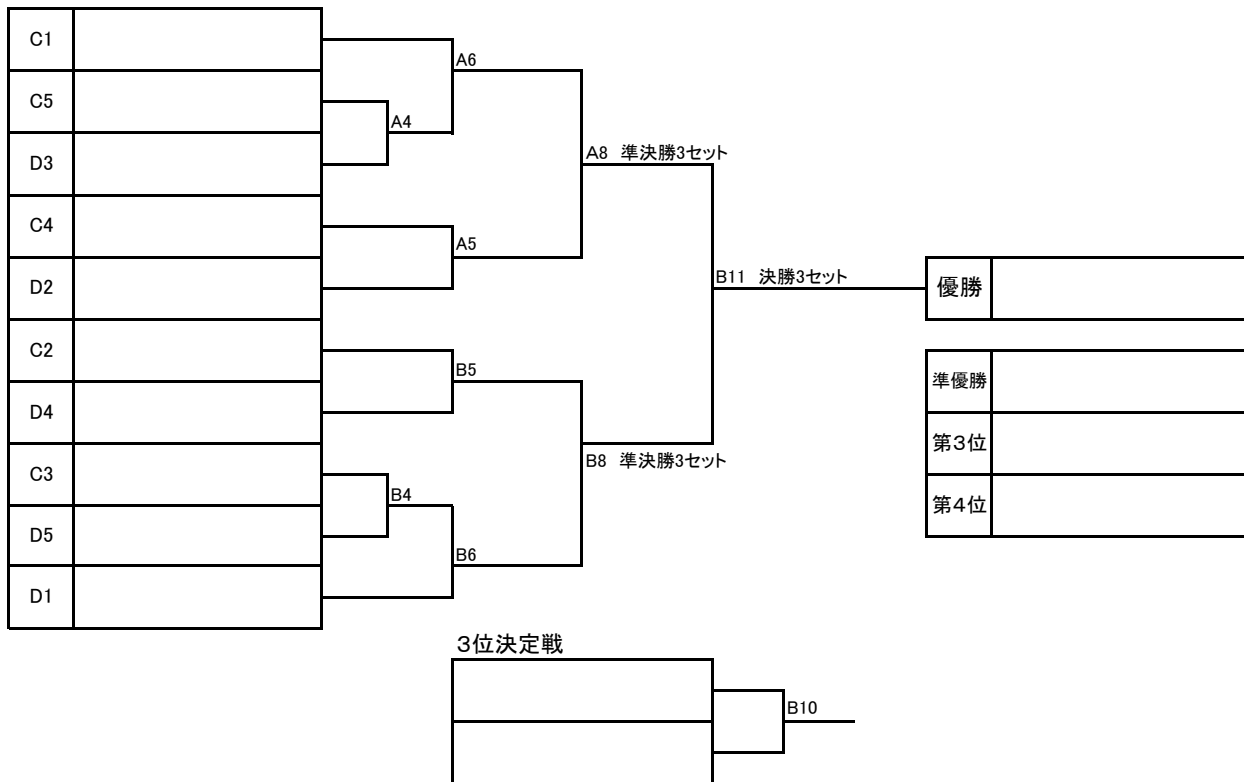 C1
A6
C5
A4
D3
A8 準決勝3セット
C4
A5
D2
B11 決勝3セット
優勝
C2
B5
準優勝
D4
第3位
C3
B8 準決勝3セット
B4
第4位
D5
B6
D1
3位決定戦
B10